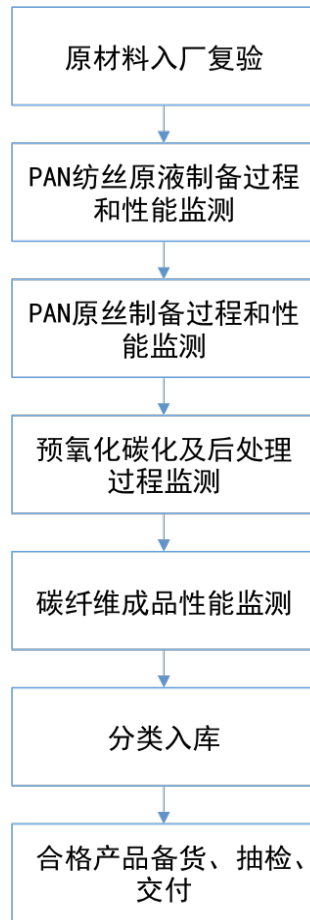 原材料入厂复验
PAN纺丝原液制备过程
和性能监测
PAN原丝制备过程和性
能监测
预氧化碳化及后处理
过程监测
碳纤维成品性能监测
分类入库
合格产品备货、抽检、
交付